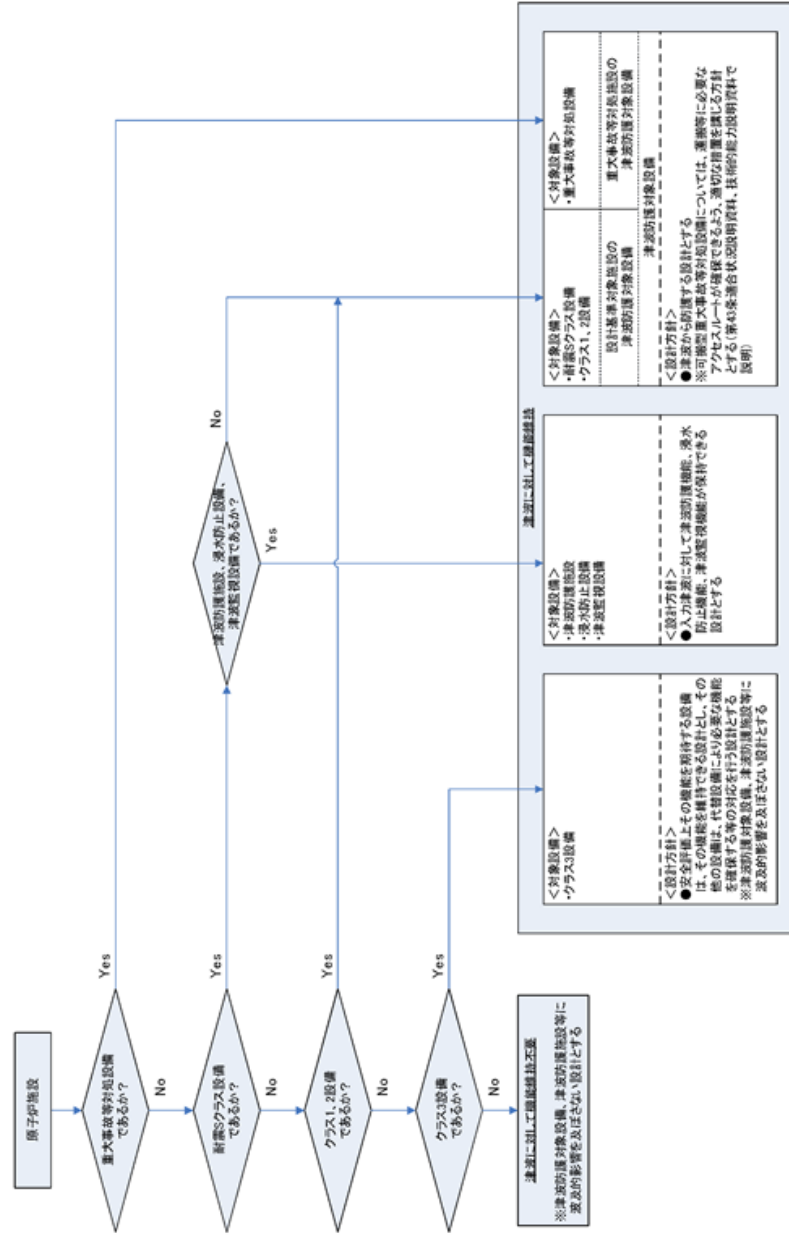 原子炉施設
重大事故等対処設備
であるか？
Yes
No
耐震Sクラス設備
であるか？
Yes
No
津波防護施設、浸水防止設備、
津波監視設備であるか？
No
Yes
クラス1、2設備
であるか？
Yes
No
クラス3設備
であるか？
Yes
No
津波に対して機能維持不要
※津波防護対象設備、津波防護施設等に
波及的影響を及ぼさない設計とする
津波に対して機能維持
＜対象設備＞
・クラス3設備
＜設計方針＞
●安全評価上その機能を期待する設備
は、その機能を維持できる設計とし、その
他の設備は、代替設備により必要な機能
を確保する等の対応を行う設計とする
※津波防護対象設備、津波防護施設等に
波及的影響を及ぼさない設計とする
＜対象設備＞
・津波防護施設
・浸水防止設備
・津波監視設備
＜設計方針＞
●入力津波に対して津波防護機能、浸水
防止機能、津波監視機能が保持できる
設計とする
＜対象設備＞
・耐震Sクラス設備
・クラス1、2設備
設計基準対象施設の
津波防護対象設備
＜対象設備＞
・重大事故等対処設備
重大事故等対処施設の
津波防護対象設備
津波防護対象設備
＜設計方針＞
●津波から防護する設計とする
※可搬型重大事故等対処設備については、運搬等に必要な
アクセスルートが確保できるよう、適切な措置を講じる方針
とする（第43条適合状況説明資料、技術的能力説明資料で
説明）